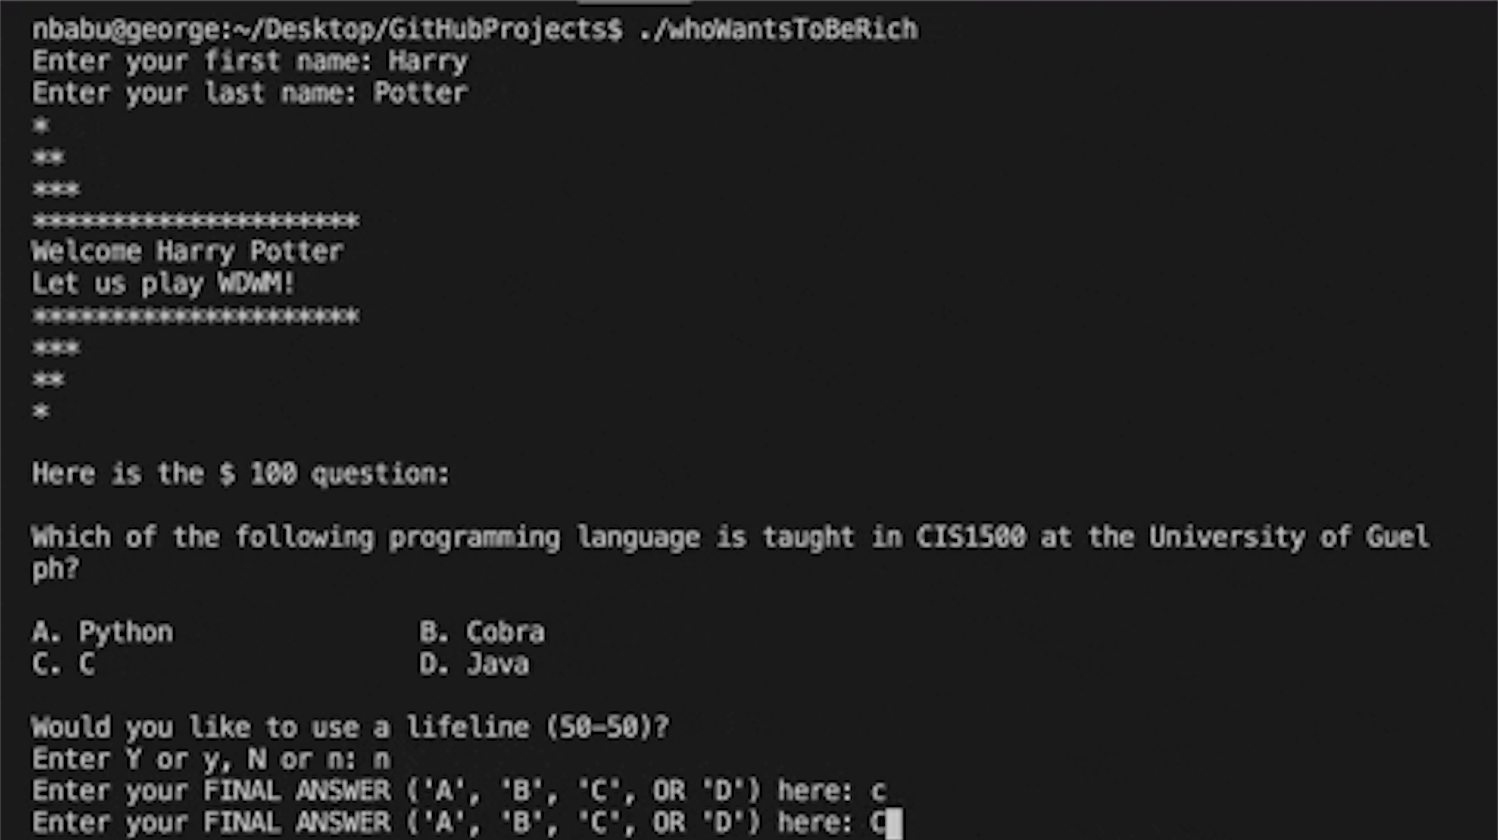 nbabu@george:~/Desktop/GitHubProjects$ ./whoWantsToBeRich
Enter your first name: Harry
Enter your last name: Potter
*
**
***
*********************
Welcome Harry Potter
Let us play WDWM!
*********************
***
**
*
Here is the $ 100 question:
Which of the following programming language is taught in CIS1500 at the University of Guel
ph?
A. Python B. Cobra
C. C D. Java
Would you like to use a lifeline (50-50)?
Enter Y or y, N or n: n
Enter your FINAL ANSWER ('A', 'B', 'C', OR 'D') here: c
Enter your FINAL ANSWER ('A', 'B', 'C', OR 'D') here: C